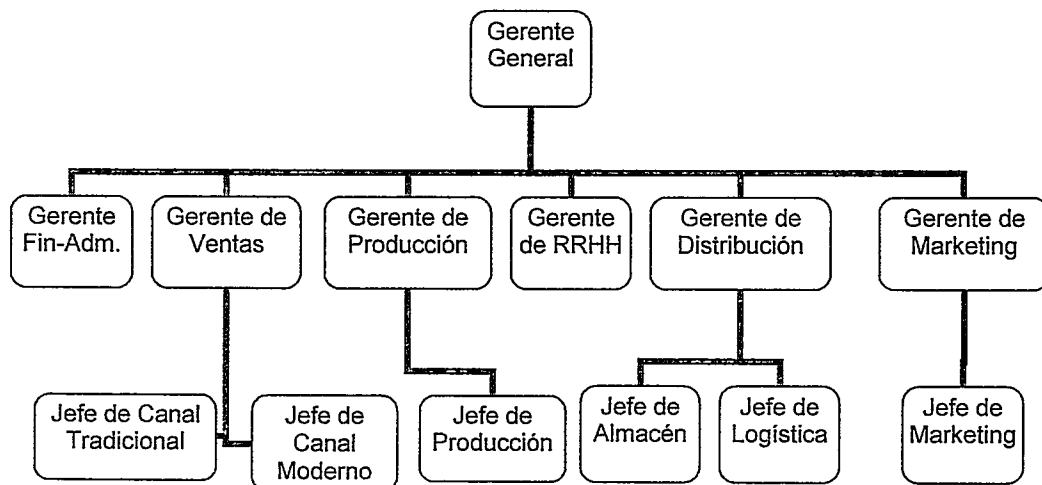 Gerente
General
Gerente
Fin-Adm.
Gerente de
Ventas
Gerente de
Producción
Gerente
de RRHH
Gerente de
Distribución
Gerente de
Marketing
Jefe de Canal
Tradicional
Jefe de
Canal
Moderno
Jefe de
Producción
Jefe de
Almacén
Jefe de
Logística
Jefe de
Marketing